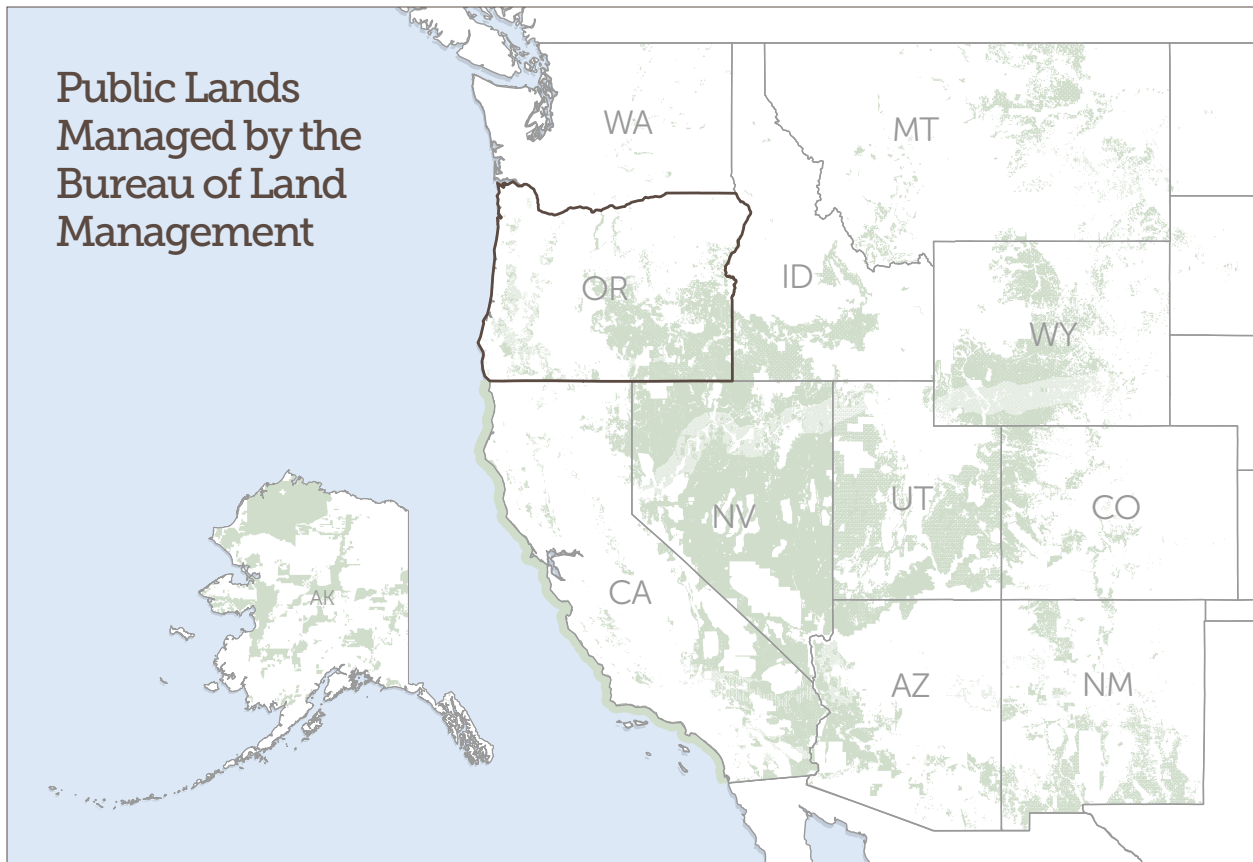 Public Lands
Managed by the
Bureau of Land
Management
WA
MT
OR
ID
WY
NV
UT
CO
CA
AK
AZ
NM